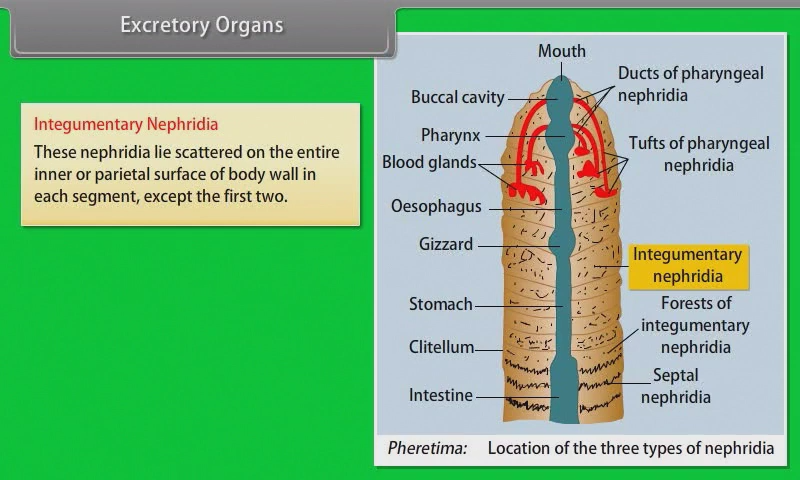 Excretory Organs
Integumentary Nephridia
These nephridia lie scattered on the entire
inner or parietal surface of body wall in
each segment, except the first two.
Mouth
Buccal cavity
Pharynx
Blood glands
Oesophagus
Gizzard
Stomach
Clitellum
Intestine
Ducts of pharyngeal
nephridia
Tufts of pharyngeal
nephridia
Integumentary
nephridia
Forests of
integumentary
nephridia
Septal
nephridia
Pheretima: Location of the three types of nephridia